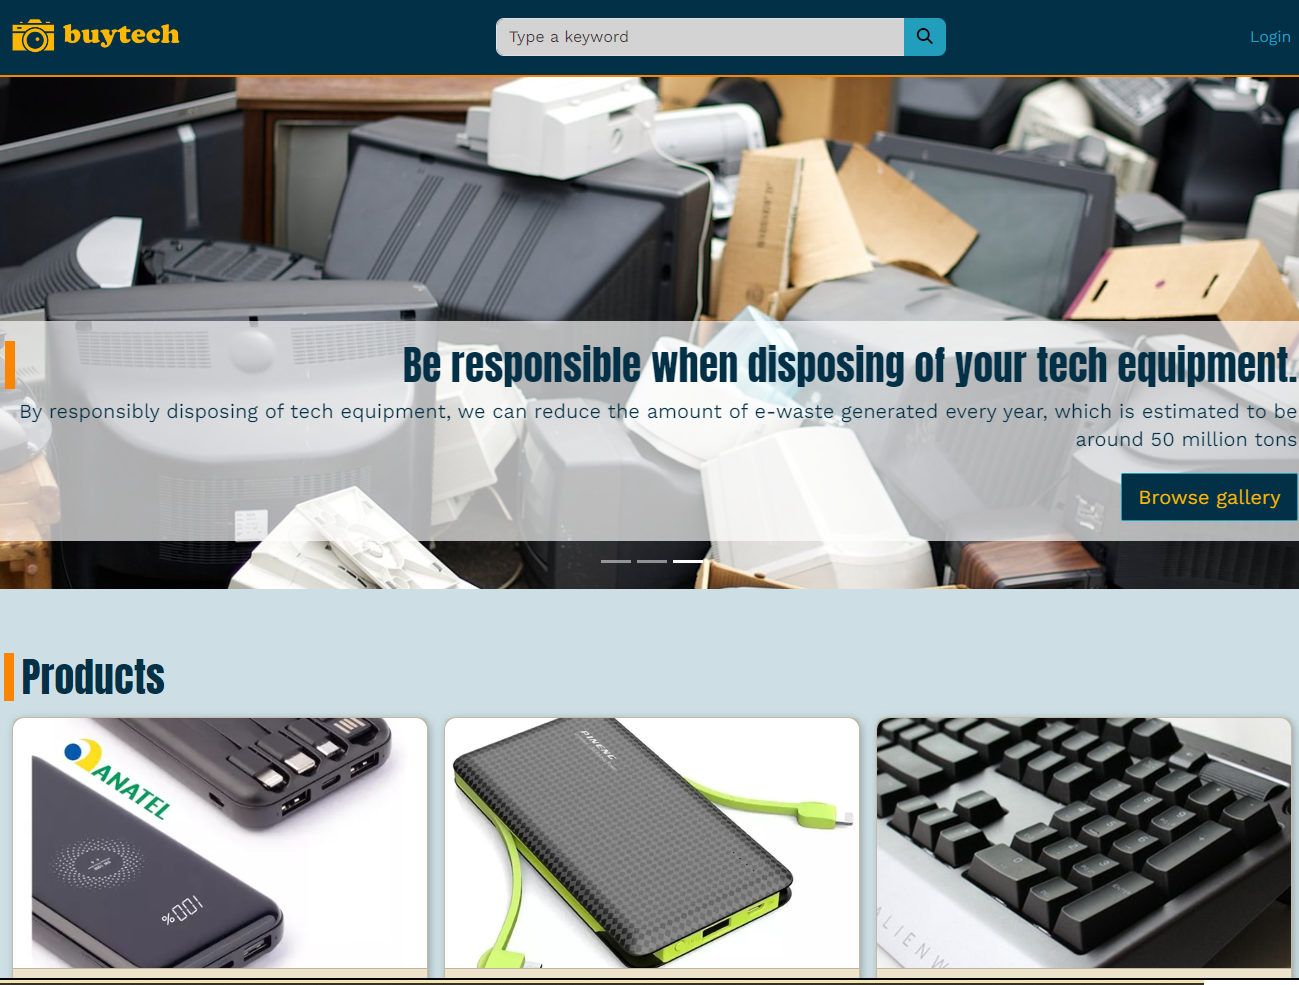 buytech
Type a keyword
Login
Be responsible when disposing of your tech equipment.
By responsibly disposing of tech equipment, we can reduce the amount of e-waste generated every year, which is estimated to be
around 50 million tons
Browse gallery
Products
ANATEL
%001
PINENG
ALIENW